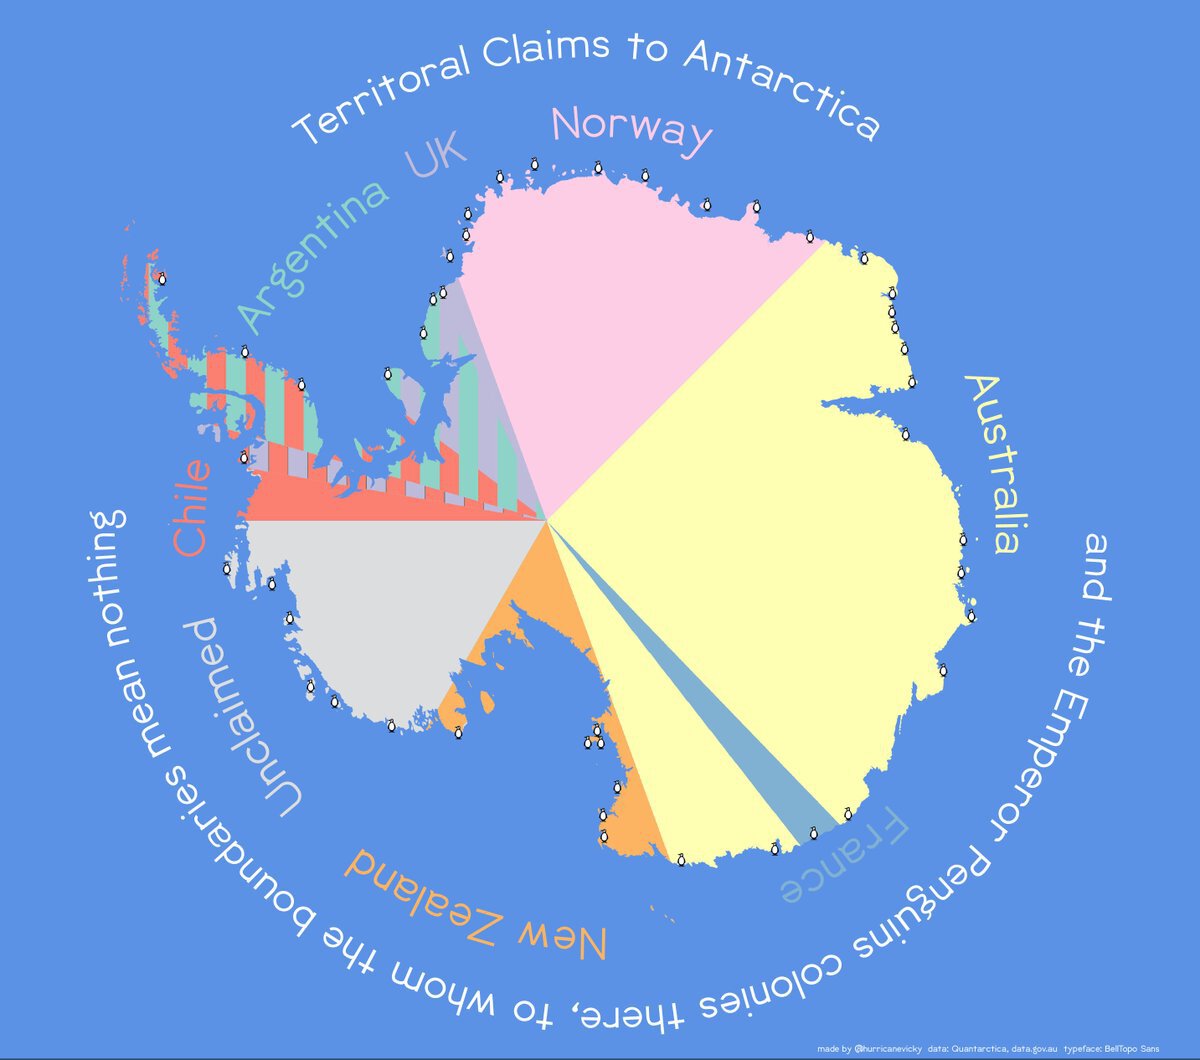 Territoral Claims to Antarctica
Norway
UK
Argentina
Chile
Australia
Unclaimed
France
New Zealand
and the Emperor Penguins colonies there, to whom the boundaries mean nothing
made by @hurricanevicky data: Quantarctica, data.gov.au typeface: BellTopo Sans